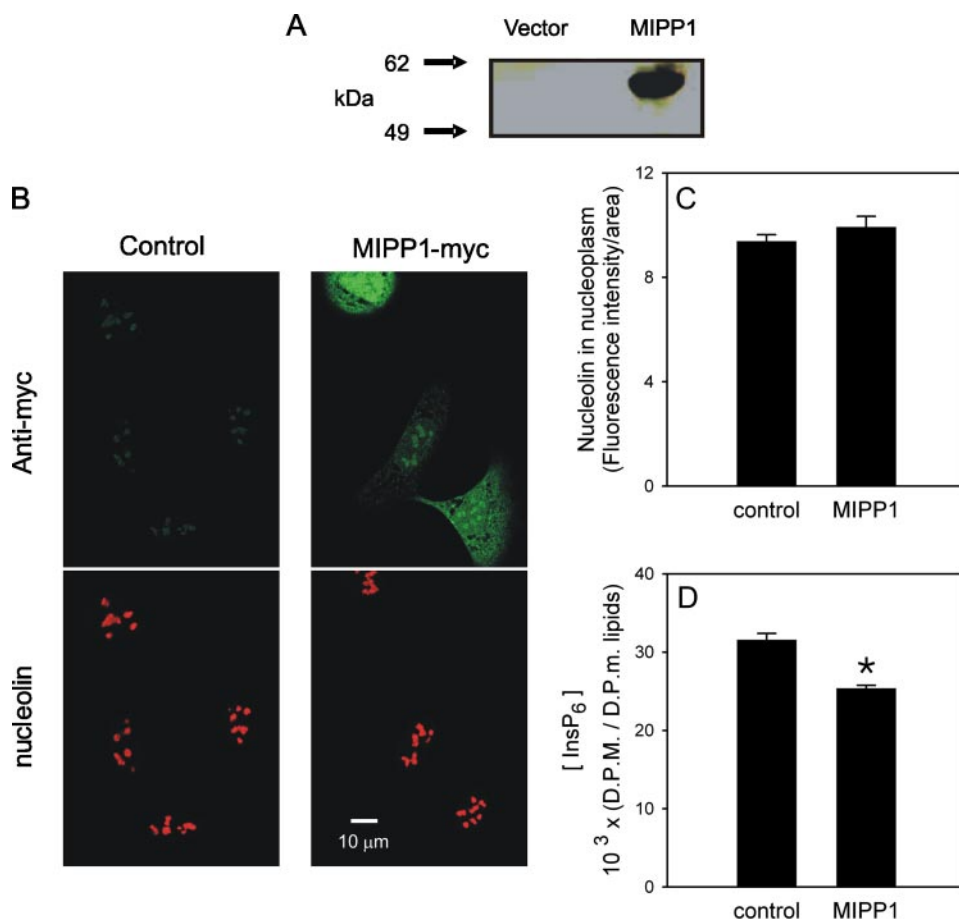 A
Vector MIPP1
62
kDa
49
B
Control MIPP1-myc
Anti-myc
nucleolin
10 μm
C
Nucleolin in nucleoplasm
(Fluorescence intensity/area)
12
8
4
0
control MIPP1
D
[ InsP6 ]
10^3 x (D.P.M. / D.P.m. lipids)
40
30
20
10
0
*
control MIPP1